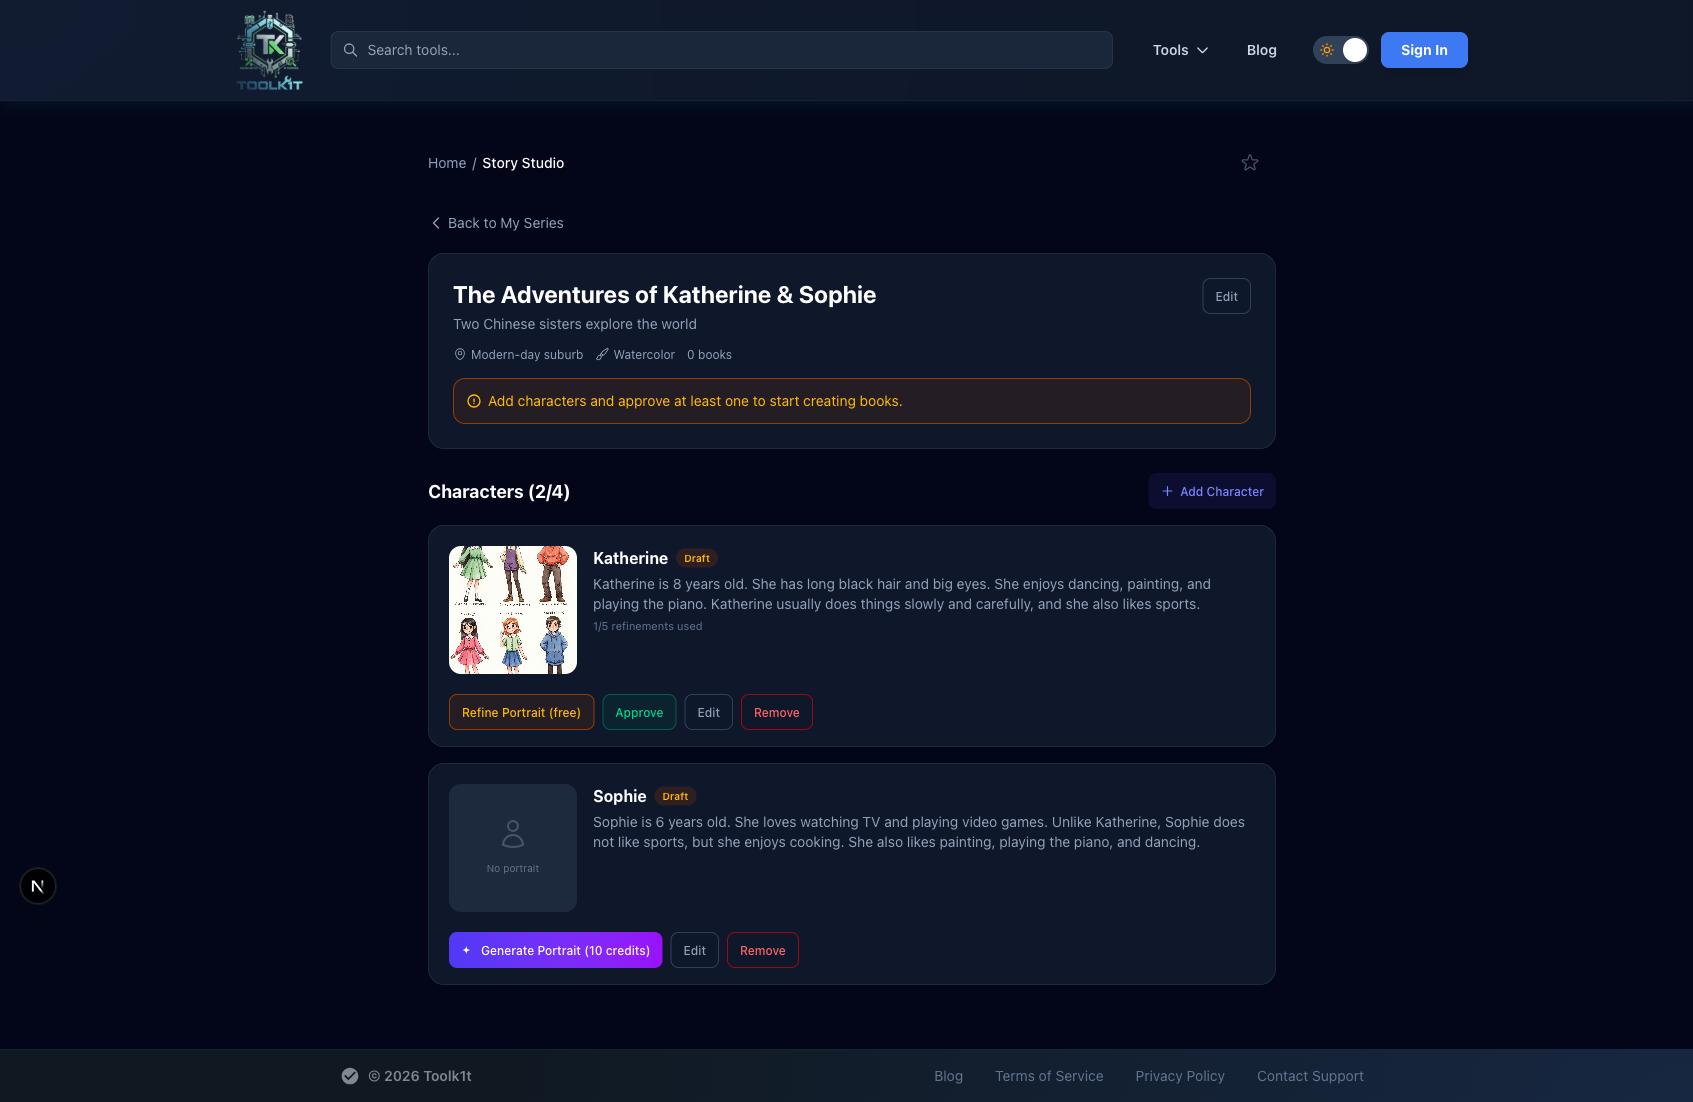 TK
TOOLK1T
Search tools...
Tools
Blog
Sign In
Home / Story Studio
Back to My Series
The Adventures of Katherine & Sophie
Edit
Two Chinese sisters explore the world
Modern-day suburb
Watercolor
0 books
Add characters and approve at least one to start creating books.
Characters (2/4)
+ Add Character
Katherine
Draft
Katherine is 8 years old. She has long black hair and big eyes. She enjoys dancing, painting, and
playing the piano. Katherine usually does things slowly and carefully, and she also likes sports.
1/5 refinements used
Refine Portrait (free)
Approve
Edit
Remove
Sophie
Draft
Sophie is 6 years old. She loves watching TV and playing video games. Unlike Katherine, Sophie does
not like sports, but she enjoys cooking. She also likes painting, playing the piano, and dancing.
No portrait
Generate Portrait (10 credits)
Edit
Remove
N
© 2026 Toolk1t
Blog
Terms of Service
Privacy Policy
Contact Support